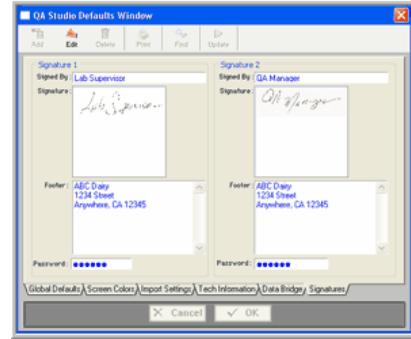 QA Studio Defaults Window
Add Edit Delete Print Find Update
Signature 1
Signed By: Lab Supervisor
Signature:
Lab Supervisor
Footer: ABC Dairy
1234 Street
Anywhere, CA 12345
Password:
Signature 2
Signed By: QA Manager
Signature:
QA Manager
Footer: ABC Dairy
1234 Street
Anywhere, CA 12345
Password:
Global Defaults Screen Colors Import Settings Tech Information Data Bridge Signatures
Cancel OK